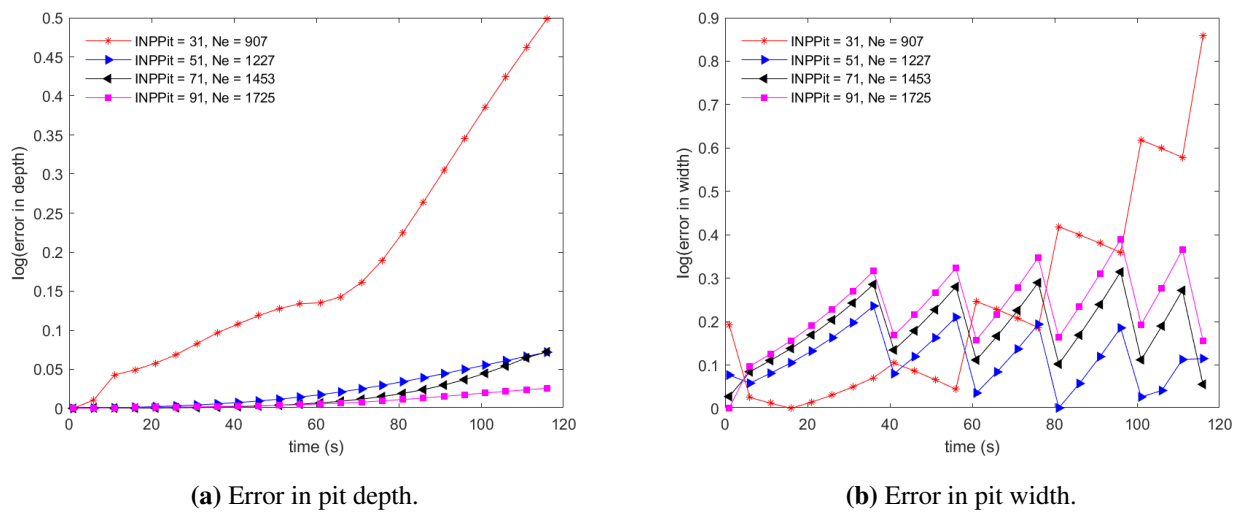 0.5
0.45
0.4
0.35
0.3
0.25
0.2
0.15
0.1
0.05
0
log(error in depth)
INPPit = 31, Ne = 907
INPPit = 51, Ne = 1227
INPPit = 71, Ne = 1453
INPPit = 91, Ne = 1725
0 20 40 60 80 100 120
time (s)
(a) Error in pit depth.
0.9
0.8
0.7
0.6
0.5
0.4
0.3
0.2
0.1
0
log(error in width)
INPPit = 31, Ne = 907
INPPit = 51, Ne = 1227
INPPit = 71, Ne = 1453
INPPit = 91, Ne = 1725
0 20 40 60 80 100 120
time (s)
(b) Error in pit width.